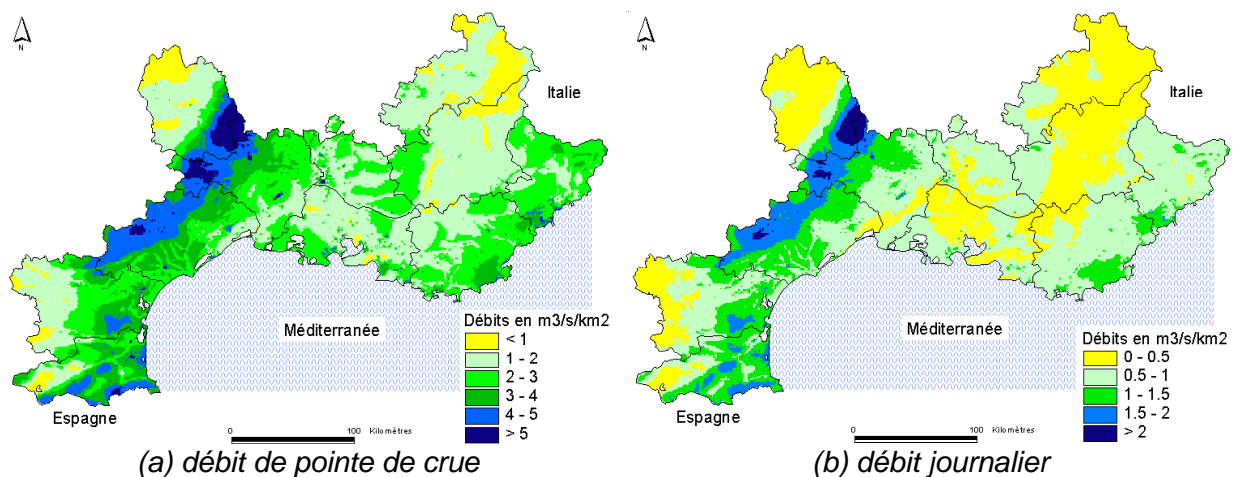 N
Italie
Méditerranée
Espagne
Débits en m3/s/km2
< 1
1 - 2
2 - 3
3 - 4
4 - 5
> 5
0 100 Kilomètres
(a) débit de pointe de crue
N
Italie
Méditerranée
Espagne
Débits en m3/s/km2
0 - 0.5
0.5 - 1
1 - 1.5
1.5 - 2
> 2
0 100 Kilomètres
(b) débit journalier